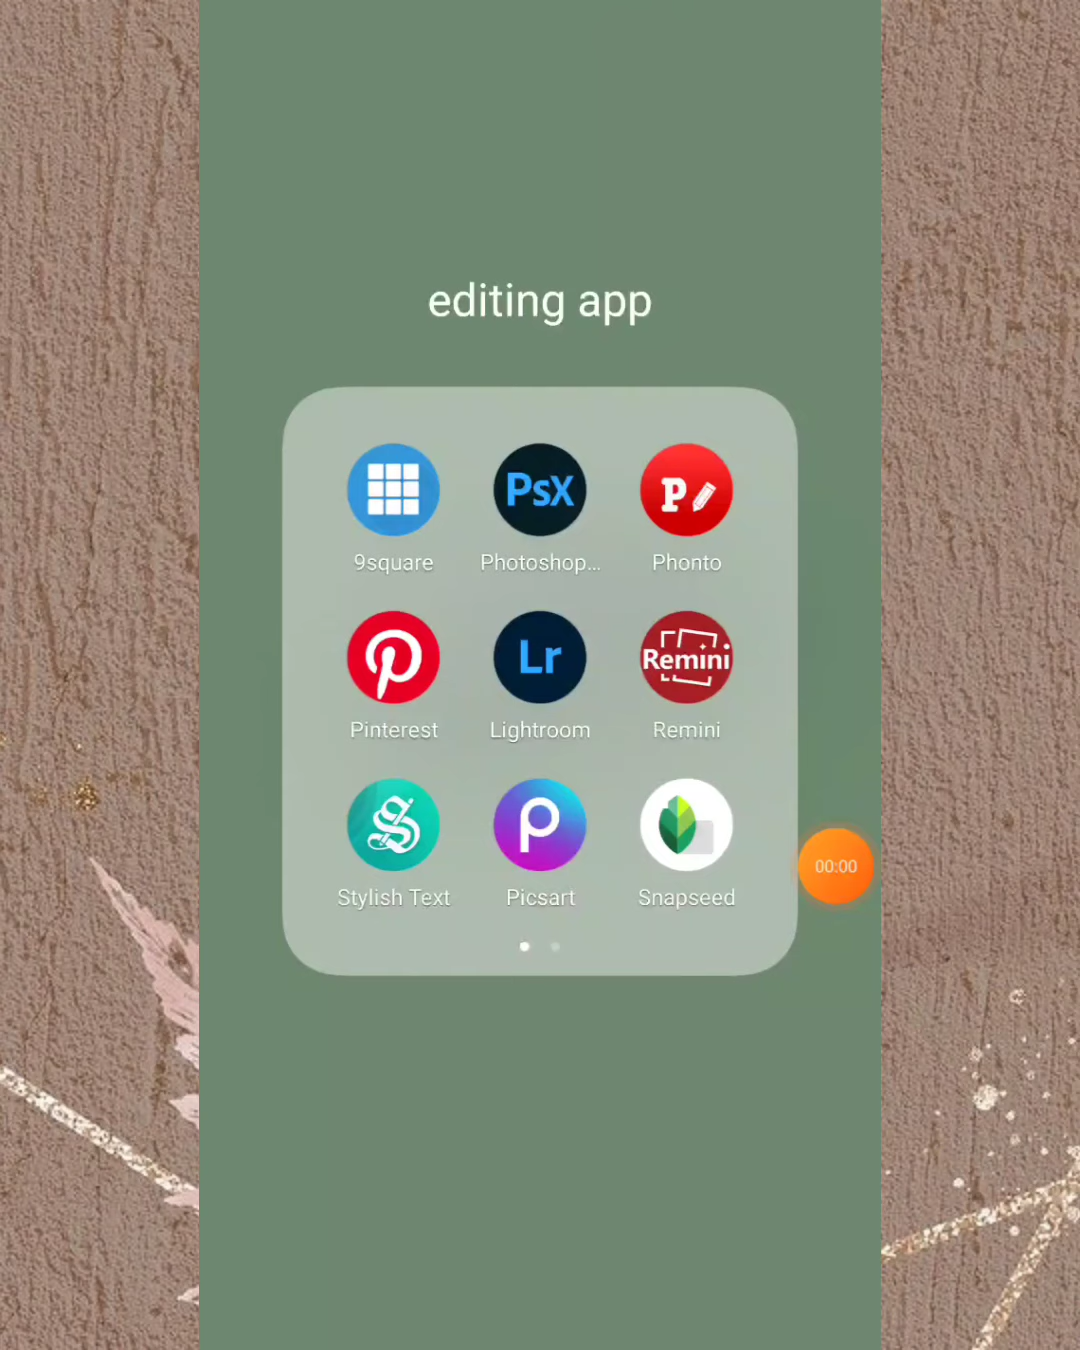 editing app
PsX
P
9square
Photoshop...
Phonto
Lr
Remini
Pinterest
Lightroom
Remini
S
P
00:00
Stylish Text
Picsart
Snapseed